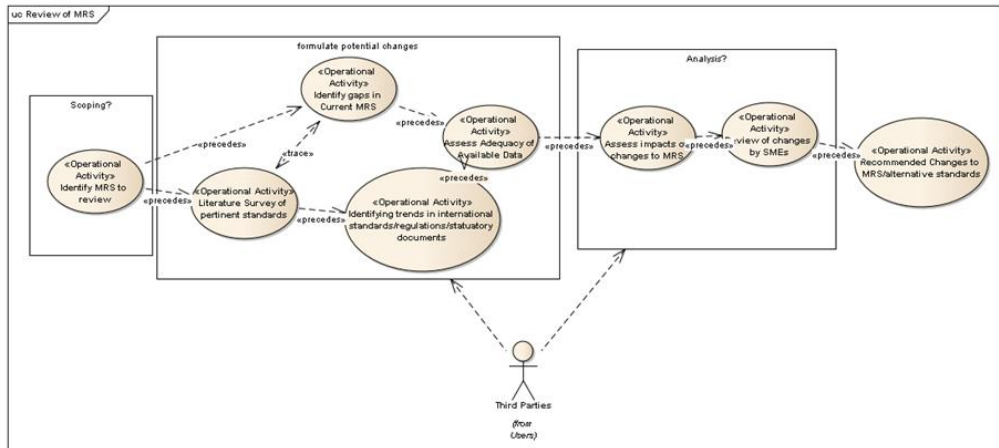 uc Review of MRS
formulate potential changes
Analysis?
Scoping?
«Operational
Activity»
Identify gaps in
Current MRS
«Operational
Activity»
Assess Adequacy of
Available Data
«Operational
Activity»
Assess impacts o
changes to MRS
«Operational
Activity»
eview of changes
by SMEs
«Operational Activity»
Recommended Changes to
MRS/alternative standards
«Operational
Activity»
Identify MRS to
review
«Operational Activity»
Literature Survey of
pertinent standards
«Operational Activity»
Identifying trends in international
standards/regulations/statuatory
documents
«precedes»
«precedes»
«trace»
«precedes»
«precedes»
«precedes»
«precedes»
«precedes»
«precedes»
Third Parties
(from
Users)